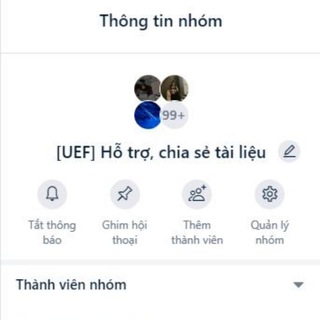 Thông tin nhóm
99+
[UEF] Hỗ trợ, chia sẻ tài liệu
Tắt thông báo
Ghim hội thoại
Thêm thành viên
Quản lý nhóm
Thành viên nhóm